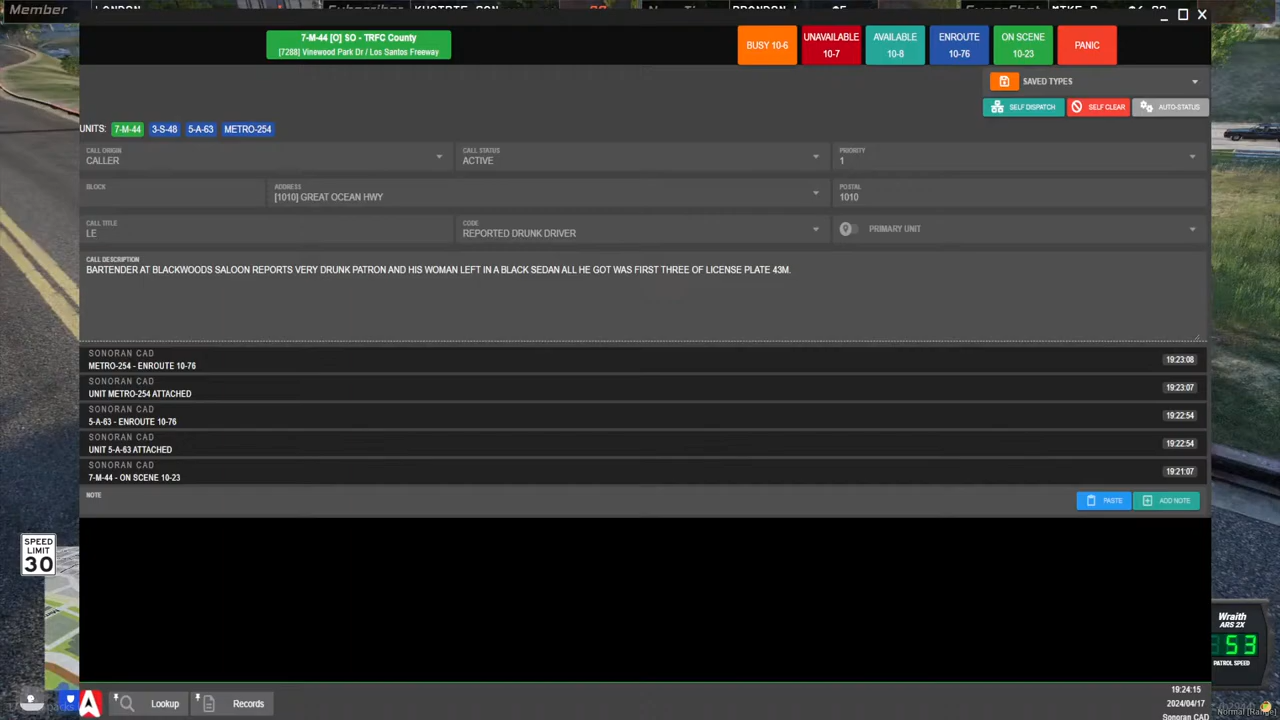 Member
7-M-44 [O] SO - TRFC County
[7288] Vinewood Park Dr / Los Santos Freeway
BUSY 10-6
UNAVAILABLE 10-7
AVAILABLE 10-8
ENROUTE 10-76
ON SCENE 10-23
PANIC
SAVED TYPES
SELF DISPATCH
SELF CLEAR
AUTO-STATUS
UNITS: 7-M-44 3-S-48 5-A-63 METRO-254
CALL ORIGIN
CALLER
CALL STATUS
ACTIVE
PRIORITY
1
BLOCK
ADDRESS
[1010] GREAT OCEAN HWY
POSTAL
1010
CALL TITLE
LE
CODE
REPORTED DRUNK DRIVER
PRIMARY UNIT
CALL DESCRIPTION
BARTENDER AT BLACKWOODS SALOON REPORTS VERY DRUNK PATRON AND HIS WOMAN LEFT IN A BLACK SEDAN ALL HE GOT WAS FIRST THREE OF LICENSE PLATE 43M.
SONORAN CAD
METRO-254 - ENROUTE 10-76
19:23:08
SONORAN CAD
UNIT METRO-254 ATTACHED
19:23:07
SONORAN CAD
5-A-63 - ENROUTE 10-76
19:22:54
SONORAN CAD
UNIT 5-A-63 ATTACHED
19:22:54
SONORAN CAD
7-M-44 - ON SCENE 10-23
19:21:07
NOTE
PASTE
ADD NOTE
SPEED
LIMIT
30
Wraith
ARS 2X
53
PATROL SPEED
Lookup
Records
19:24:15
2024/04/17
Sonoran CAD
Normal [Range]